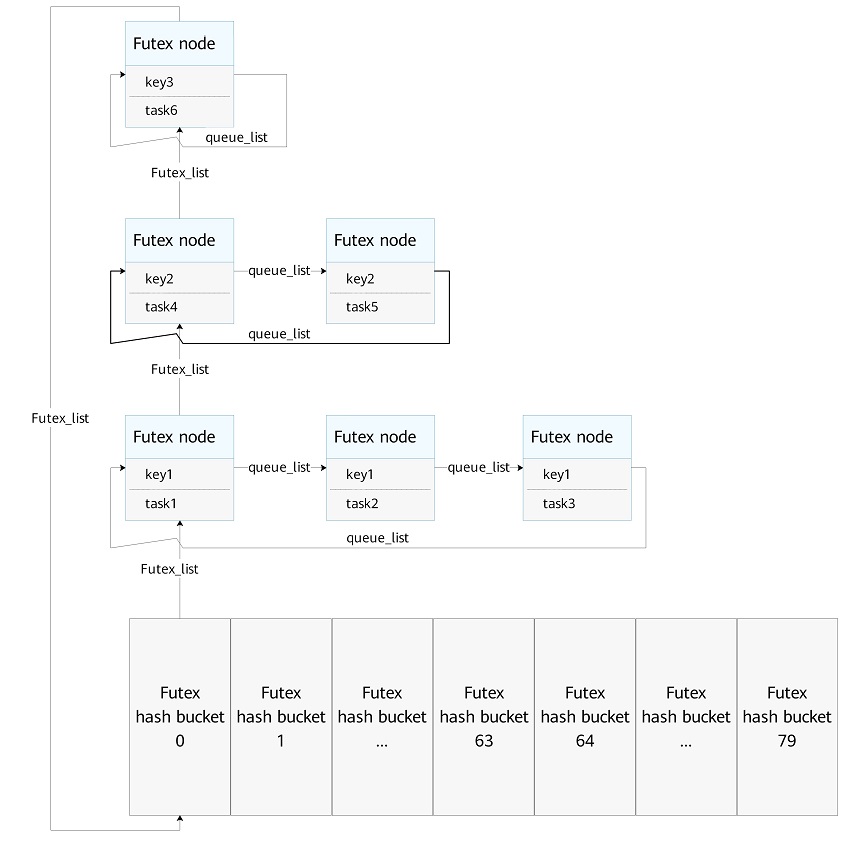 Futex node
key3
task6
queue_list
Futex_list
Futex node
key2
task4
queue_list
Futex node
key2
task5
queue_list
Futex_list
Futex_list
Futex node
key1
task1
queue_list
Futex node
key1
task2
queue_list
Futex node
key1
task3
queue_list
Futex_list
Futex
hash bucket
0
Futex
hash bucket
1
Futex
hash bucket
...
Futex
hash bucket
63
Futex
hash bucket
64
Futex
hash bucket
...
Futex
hash bucket
79